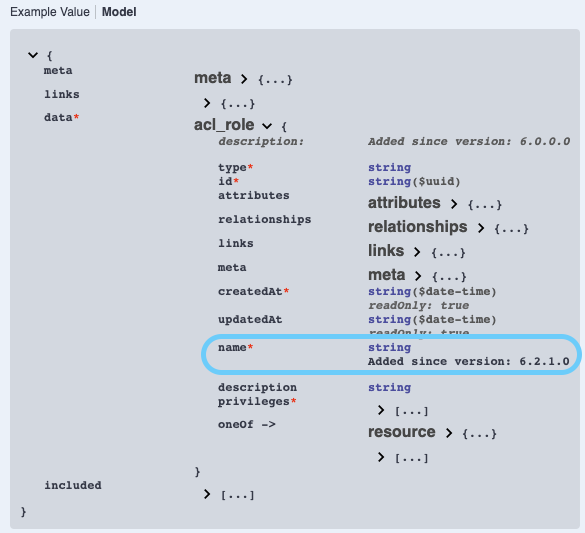 Example Value | Model
{
meta
meta > {...}
links
> {...}
data*
acl_role {
description: Added since version: 6.0.0.0
type* string
id* string($uuid)
attributes
attributes > {...}
relationships
relationships > {...}
links
links > {...}
meta
meta > {...}
createdAt* string($date-time)
readOnly: true
updatedAt string($date-time)
readOnly: true
name* string
Added since version: 6.2.1.0
description string
privileges*
> [...]
oneOf ->
resource > {...}
> [...]
}
included
> [...]
}